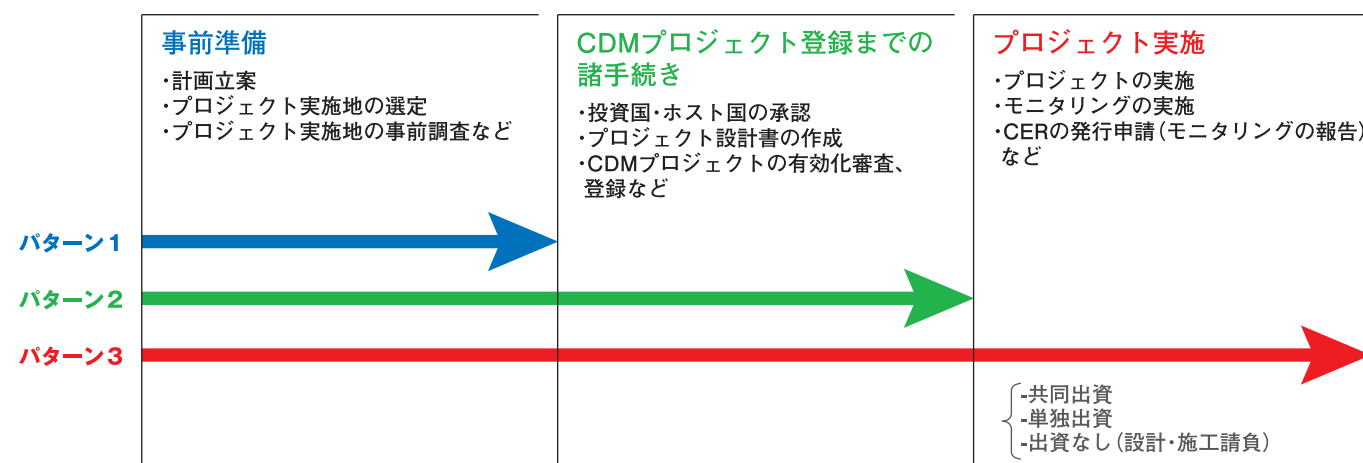 事前準備
・計画立案
・プロジェクト実施地の選定
・プロジェクト実施地の事前調査など
CDMプロジェクト登録までの
諸手続き
・投資国・ホスト国の承認
・プロジェクト設計書の作成
・CDMプロジェクトの有効化審査、
登録など
プロジェクト実施
・プロジェクトの実施
・モニタリングの実施
・CERの発行申請(モニタリングの報告)
など
パターン1
パターン2
パターン3
-共同出資
-単独出資
-出資なし(設計・施工請負)